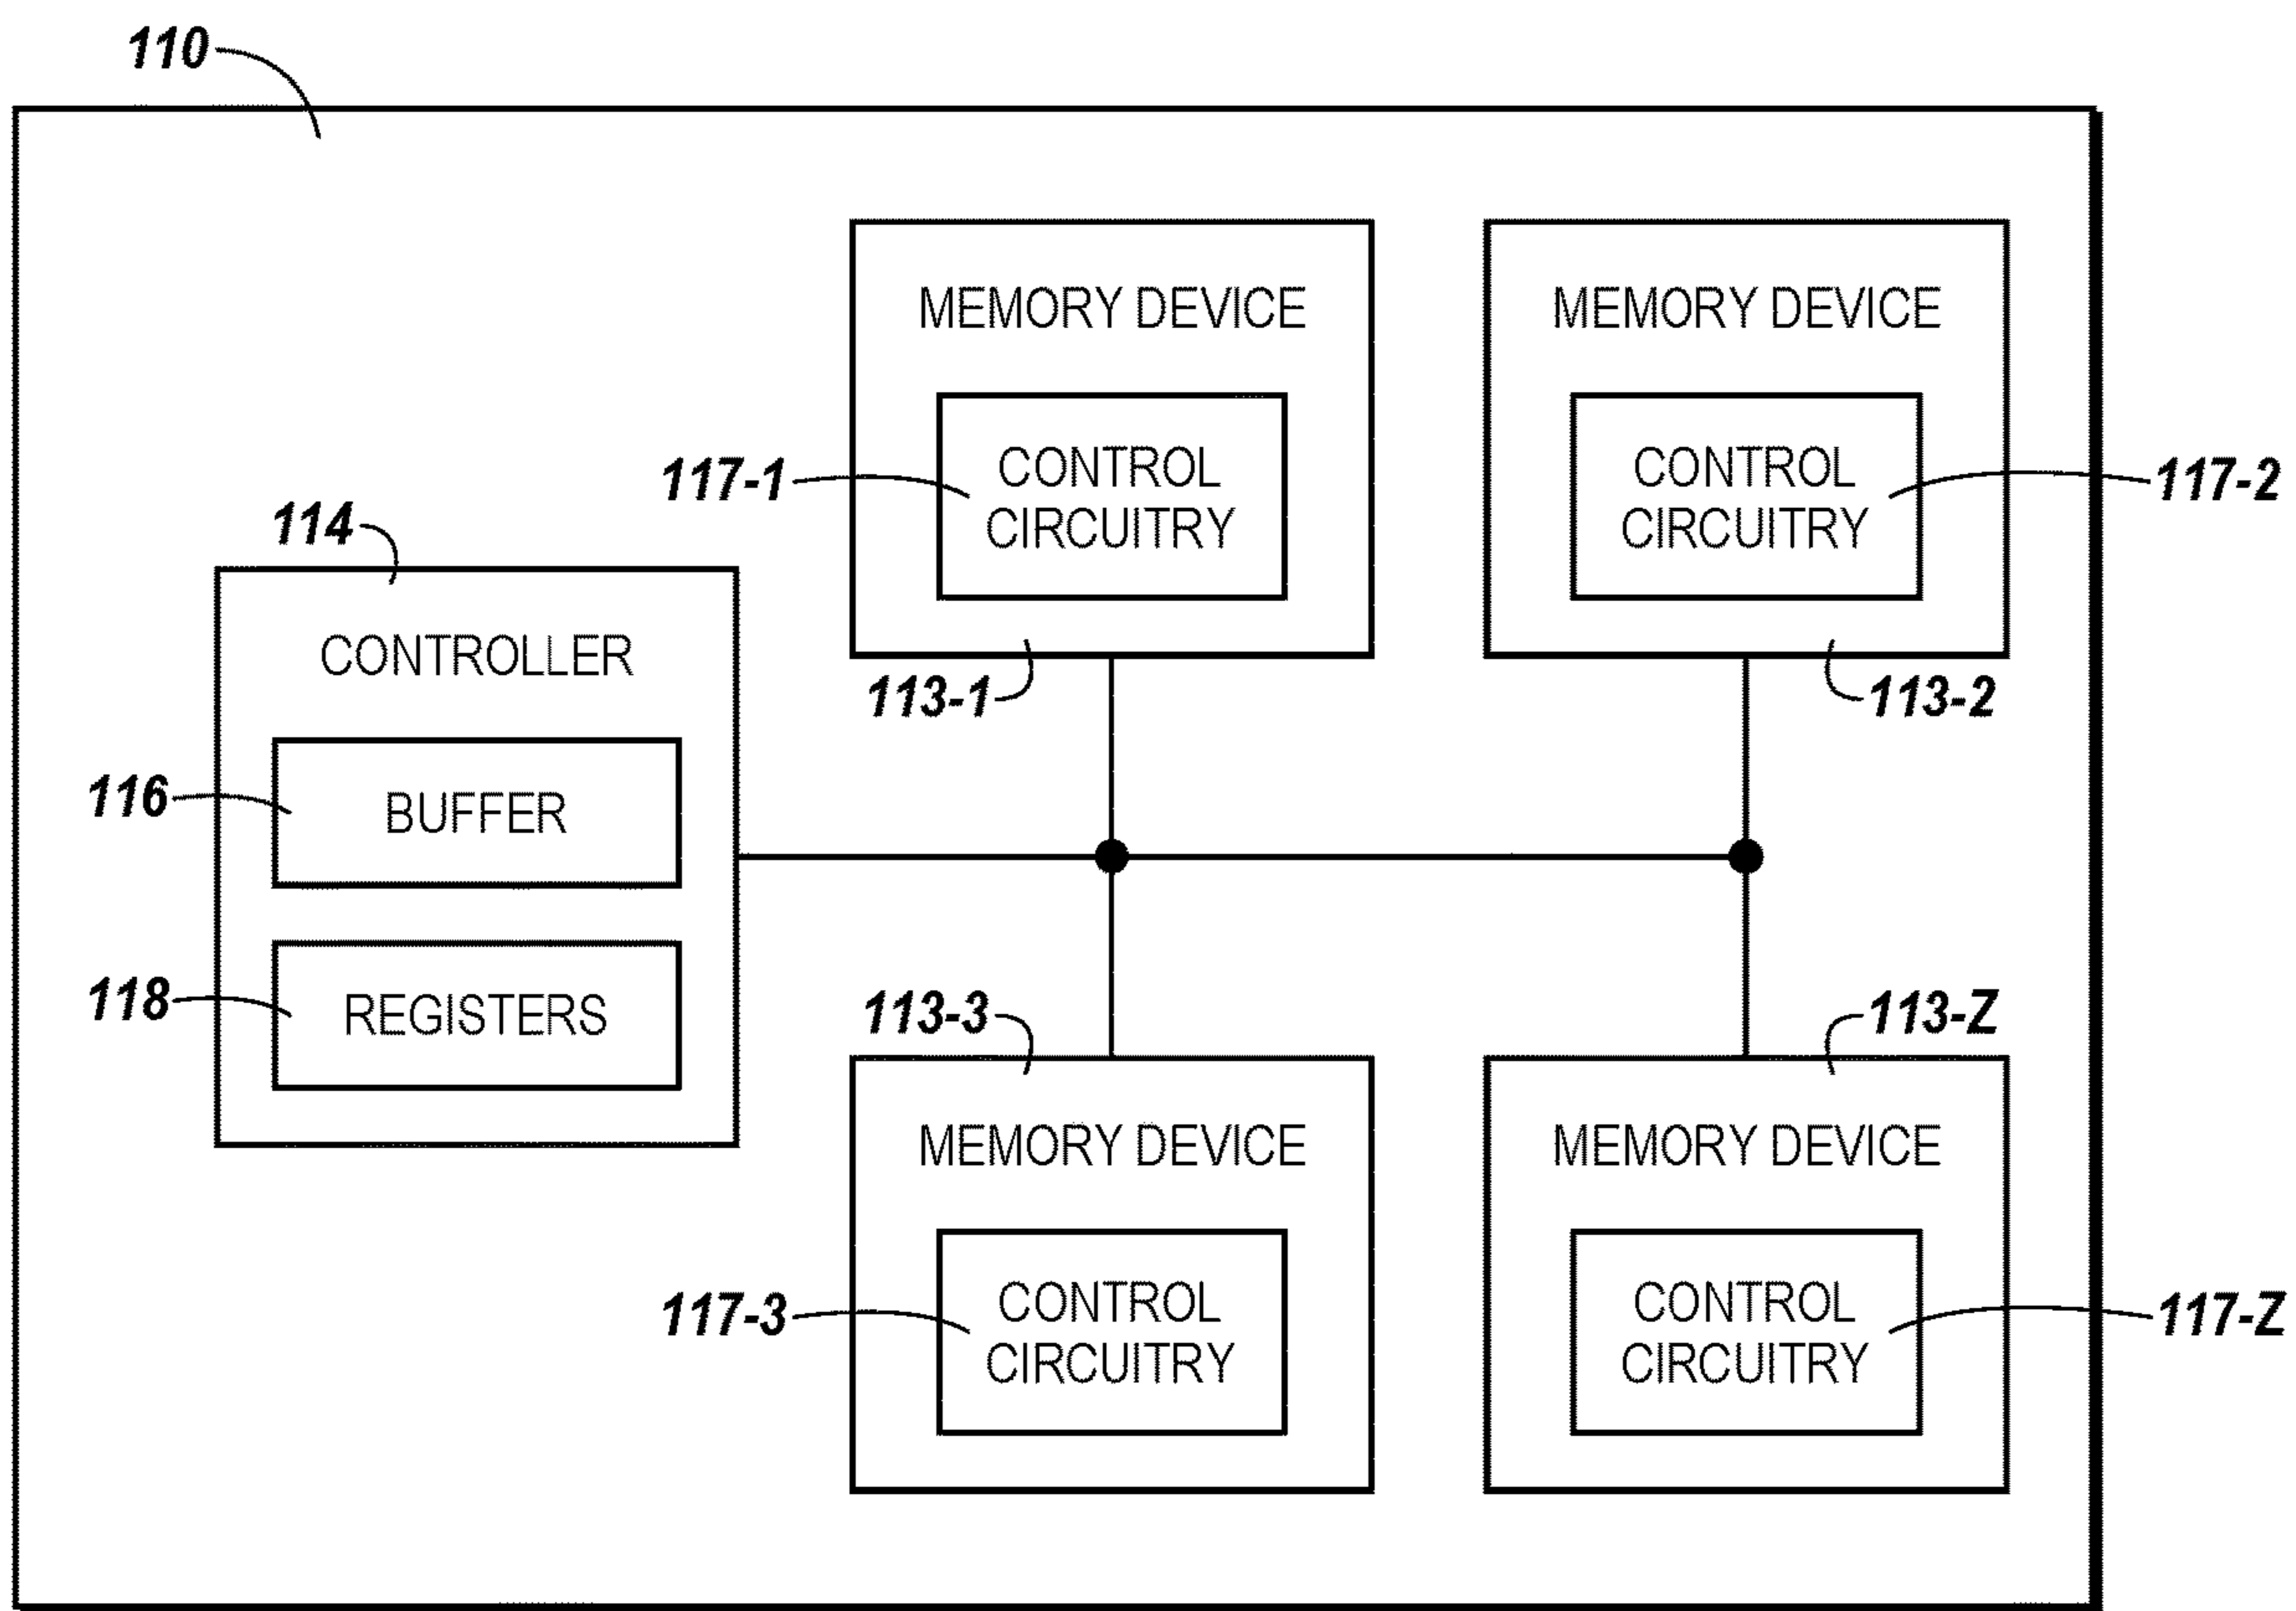 110
MEMORY DEVICE
MEMORY DEVICE
117-1
CONTROL
CIRCUITRY
CONTROL
CIRCUITRY
117-2
114
CONTROLLER
113-1
113-2
116
BUFFER
118
REGISTERS
113-3
113-Z
MEMORY DEVICE
MEMORY DEVICE
117-3
CONTROL
CIRCUITRY
CONTROL
CIRCUITRY
117-Z